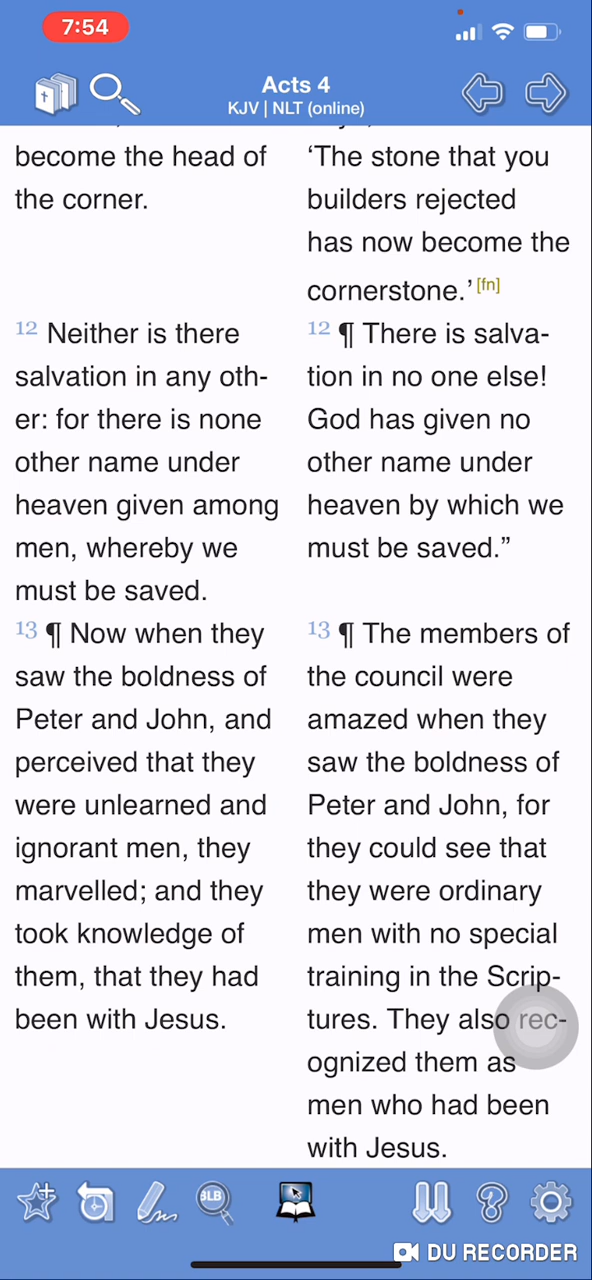 7:54
Acts 4
KJV | NLT (online)
become the head of
the corner.
12 Neither is there
salvation in any oth-
er: for there is none
other name under
heaven given among
men, whereby we
must be saved.
13 ¶ Now when they
saw the boldness of
Peter and John, and
perceived that they
were unlearned and
ignorant men, they
marvelled; and they
took knowledge of
them, that they had
been with Jesus.
‘The stone that you
builders rejected
has now become the
cornerstone.’ [fn]
12 ¶ There is salva-
tion in no one else!
God has given no
other name under
heaven by which we
must be saved.”
13 ¶ The members of
the council were
amazed when they
saw the boldness of
Peter and John, for
they could see that
they were ordinary
men with no special
training in the Scrip-
tures. They also rec-
ognized them as
men who had been
with Jesus.
BLB
DU RECORDER